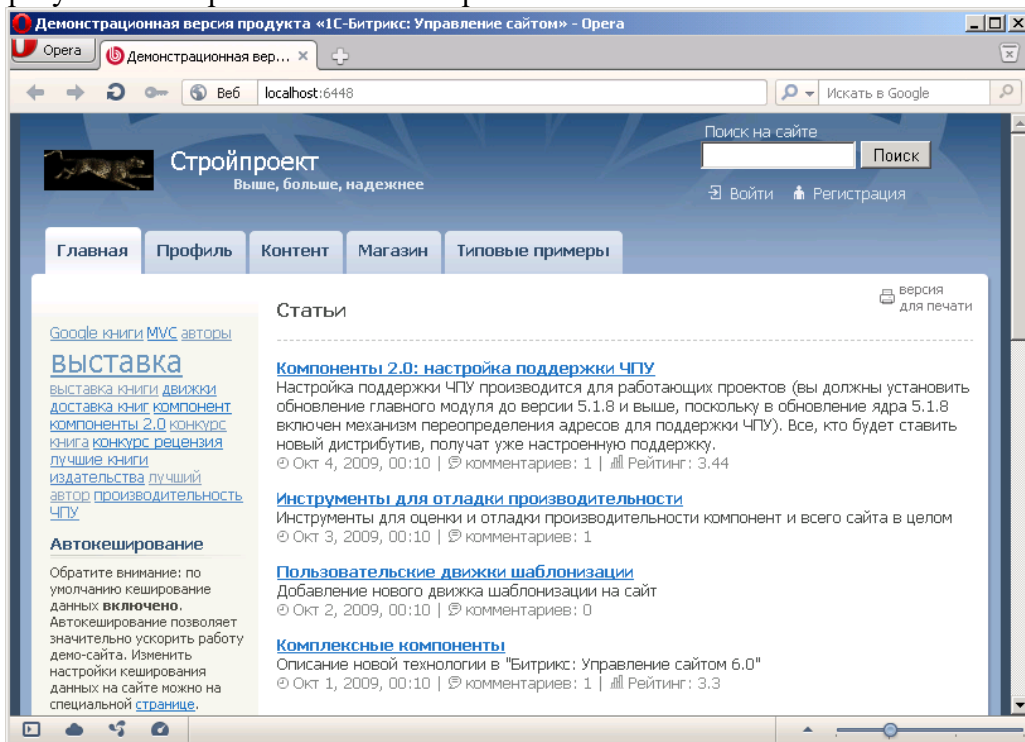 Демонстрационная версия продукта «1С-Битрикс: Управление сайтом» - Opera
Opera
Демонстрационная вер...
Веб
localhost:6448
Искать в Google
Стройпроект
Выше, больше, надежнее
Поиск на сайте
Поиск
Войти
Регистрация
Главная
Профиль
Контент
Магазин
Типовые примеры
Google книги MVC авторы
выставка
выставка книги движки
доставка книг компонент
компоненты 2.0 конкурс
книга конкурс рецензия
лучшие книги
издательства лучший
автор производительность
ЧПУ
Автокеширование
Обратите внимание: по
умолчанию кеширование
данных включено.
Автокеширование позволяет
значительно ускорить работу
демо-сайта. Изменить
настройки кеширования
данных на сайте можно на
специальной странице.
Статьи
версия
для печати
Компоненты 2.0: настройка поддержки ЧПУ
Настройка поддержки ЧПУ производится для работающих проектов (вы должны установить
обновление главного модуля до версии 5.1.8 и выше, поскольку в обновление ядра 5.1.8
включен механизм переопределения адресов для поддержки ЧПУ). Все, кто будет ставить
новый дистрибутив, получат уже настроенную поддержку.
Окт 4, 2009, 00:10 | комментариев: 1 | Рейтинг: 3.44
Инструменты для отладки производительности
Инструменты для оценки и отладки производительности компонент и всего сайта в целом
Окт 3, 2009, 00:10 | комментариев: 1
Пользовательские движки шаблонизации
Добавление нового движка шаблонизации на сайт
Окт 2, 2009, 00:10 | комментариев: 0
Комплексные компоненты
Описание новой технологии в "Битрикс: Управление сайтом 6.0"
Окт 1, 2009, 00:10 | комментариев: 1 | Рейтинг: 3.3